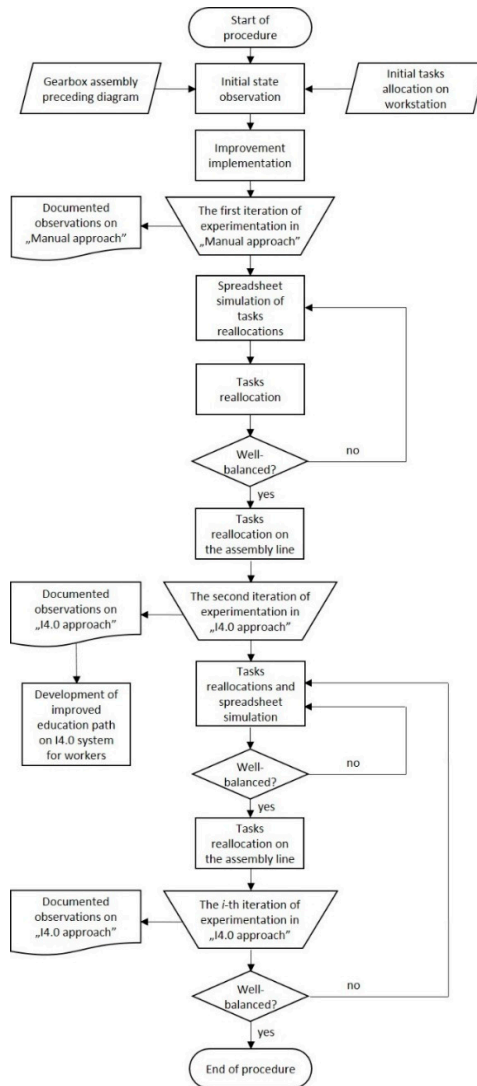 Start of
procedure
Gearbox assembly
preceding diagram
Initial state
observation
Initial tasks
allocation on
workstation
Improvement
implementation
Documented
observations on
„Manual approach”
The first iteration of
experimentation in
„Manual approach”
Spreadsheet
simulation of
tasks
reallocations
Tasks
reallocation
Well-
balanced?
no
yes
Tasks
reallocation on
the assembly line
Documented
observations on
„I4.0 approach”
The second iteration of
experimentation in
„I4.0 approach”
Development of
improved
education path
on I4.0 system
for workers
Tasks
reallocations and
spreadsheet
simulation
Well-
balanced?
no
yes
Tasks
reallocation on
the assembly line
Documented
observations on
„I4.0 approach”
The i-th iteration of
experimentation in
„I4.0 approach”
Well-
balanced?
no
yes
End of procedure